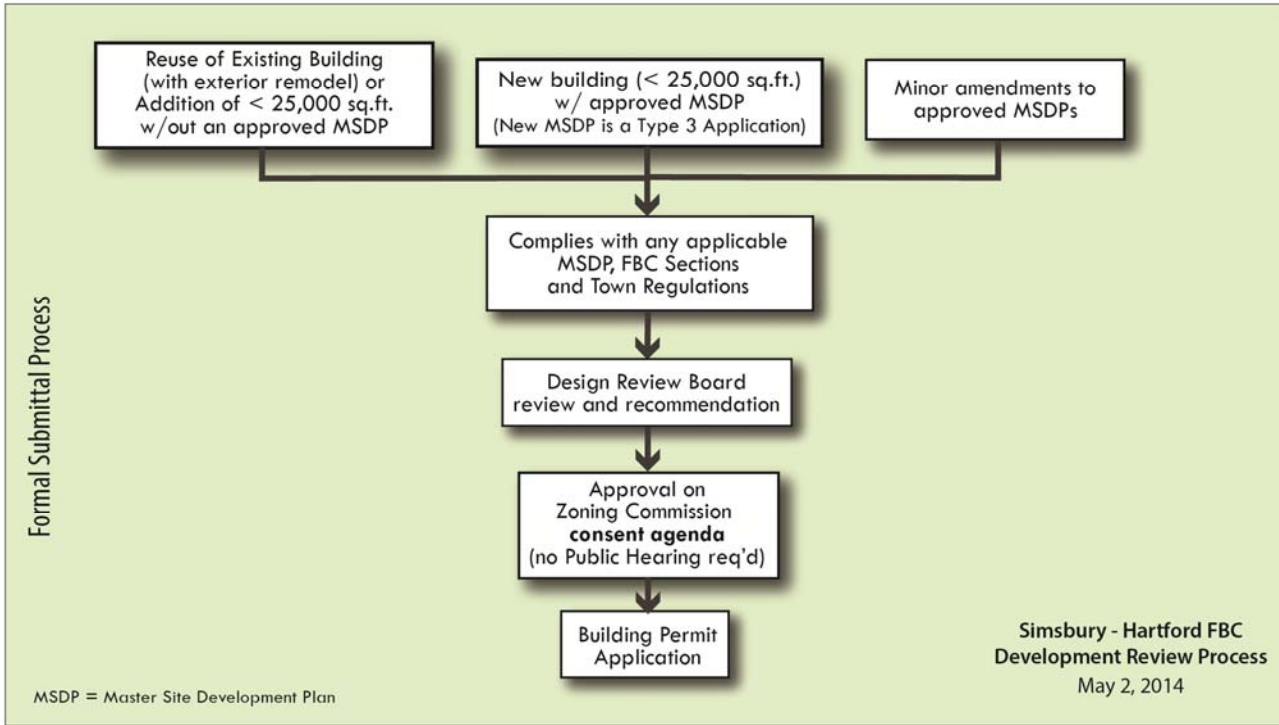 Reuse of Existing Building
(with exterior remodel) or
Addition of < 25,000 sq.ft.
w/out an approved MSDP
New building (< 25,000 sq.ft.)
w/ approved MSDP
(New MSDP is a Type 3 Application)
Minor amendments to
approved MSDPs
Complies with any applicable
MSDP, FBC Sections
and Town Regulations
Design Review Board
review and recommendation
Approval on
Zoning Commission
consent agenda
(no Public Hearing req'd)
Building Permit
Application
Formal Submittal Process
MSDP = Master Site Development Plan
Simsbury - Hartford FBC
Development Review Process
May 2, 2014